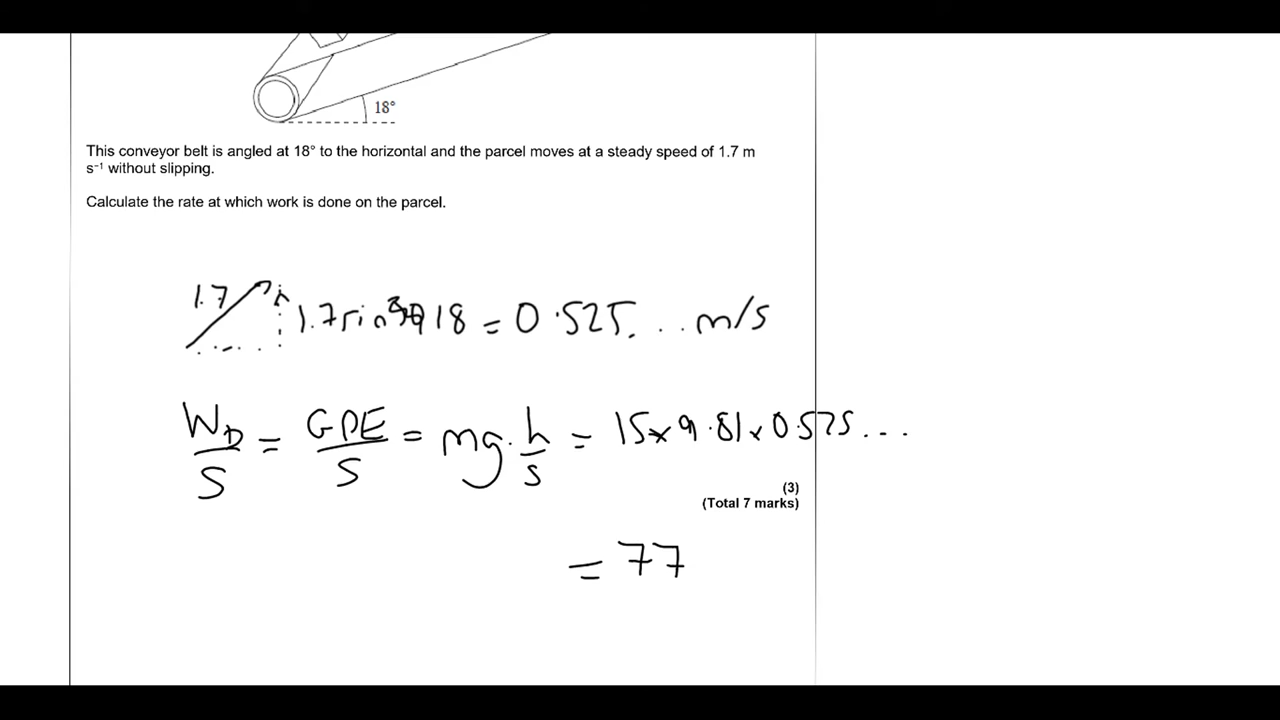 18°
This conveyor belt is angled at 18° to the horizontal and the parcel moves at a steady speed of 1.7 m
s⁻¹ without slipping.
Calculate the rate at which work is done on the parcel.
1.7
1.7 sin 18 = 0.525... m/s
W_D/S = GPE/S = mg · h/s = 15 × 9.81 × 0.525...
(3)
(Total 7 marks)
= 77